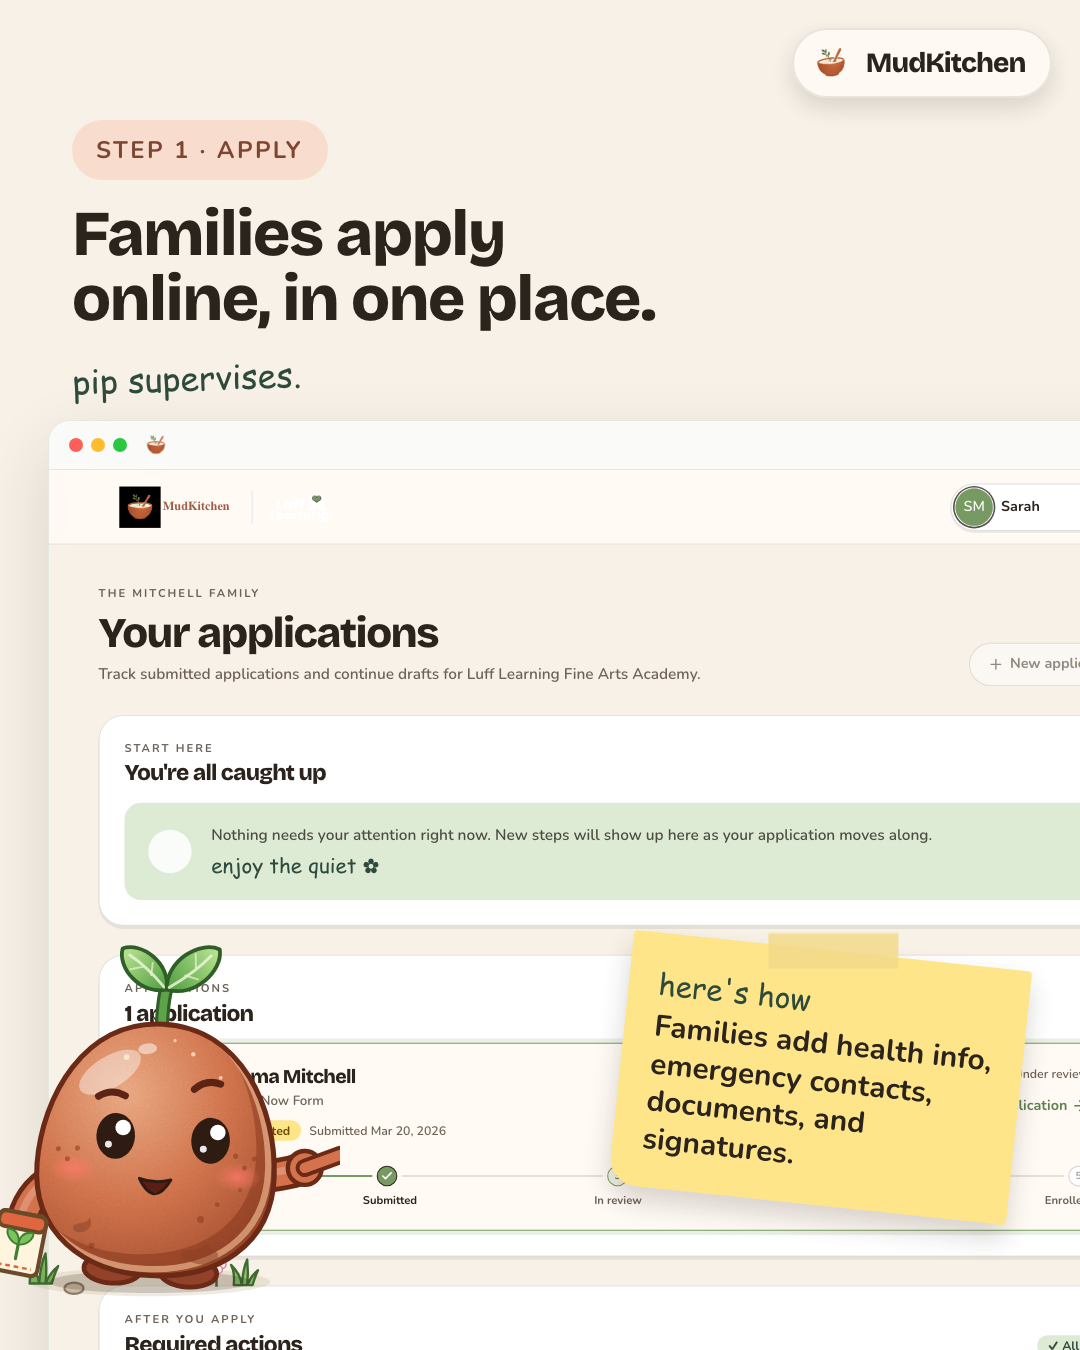 MudKitchen
STEP 1 · APPLY
Families apply
online, in one place.
pip supervises.
MudKitchen
Luff
Learning
SM
Sarah
THE MITCHELL FAMILY
Your applications
Track submitted applications and continue drafts for Luff Learning Fine Arts Academy.
+ New applic
START HERE
You're all caught up
Nothing needs your attention right now. New steps will show up here as your application moves along.
enjoy the quiet ✿
1 application
ma Mitchell
Now Form
ted
Submitted Mar 20, 2026
Submitted
In review
Enrolle
here's how
Families add health info,
emergency contacts,
documents, and
signatures.
nder review
lication →
AFTER YOU APPLY
Required actions
✓ All